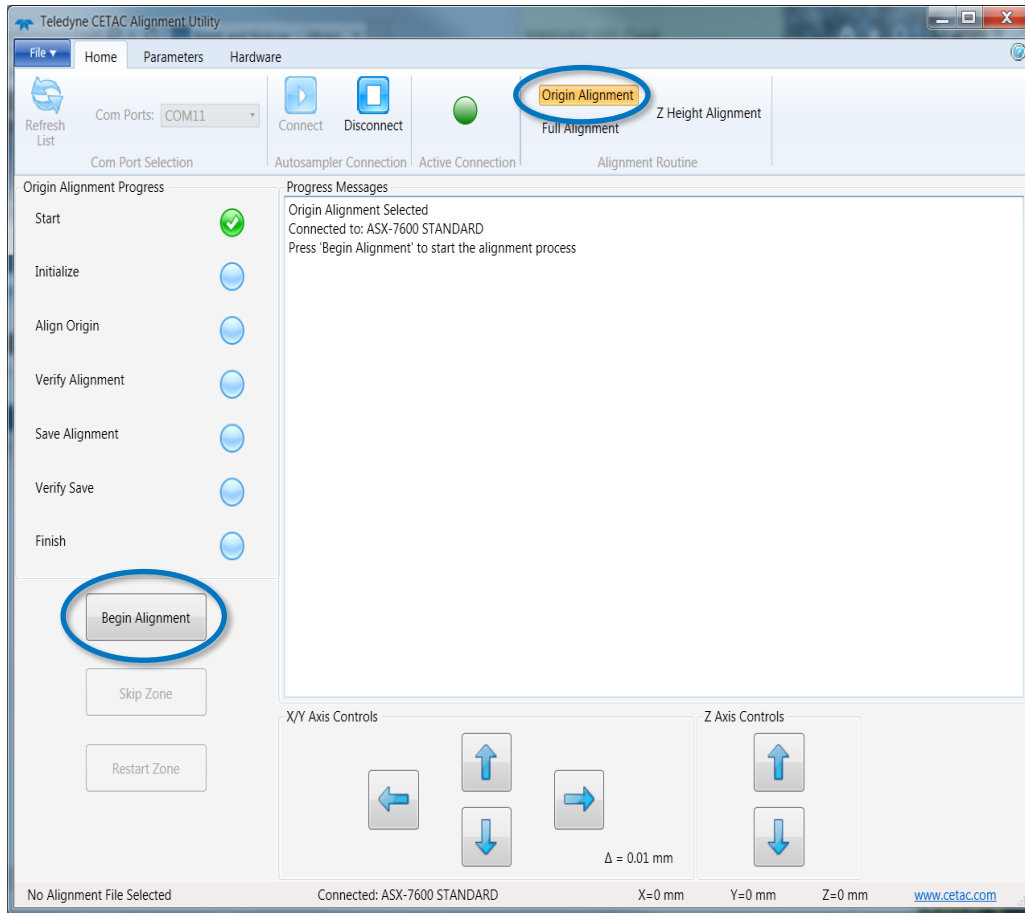 Teledyne CETAC Alignment Utility
File Home Parameters Hardware
Refresh List
Com Ports: COM11
Connect Disconnect
Origin Alignment
Full Alignment
Z Height Alignment
Com Port Selection
Autosampler Connection
Active Connection
Alignment Routine
Origin Alignment Progress
Start
Initialize
Align Origin
Verify Alignment
Save Alignment
Verify Save
Finish
Begin Alignment
Skip Zone
Restart Zone
Progress Messages
Origin Alignment Selected
Connected to: ASX-7600 STANDARD
Press 'Begin Alignment' to start the alignment process
X/Y Axis Controls
Δ = 0.01 mm
Z Axis Controls
No Alignment File Selected
Connected: ASX-7600 STANDARD
X=0 mm Y=0 mm Z=0 mm
www.cetac.com